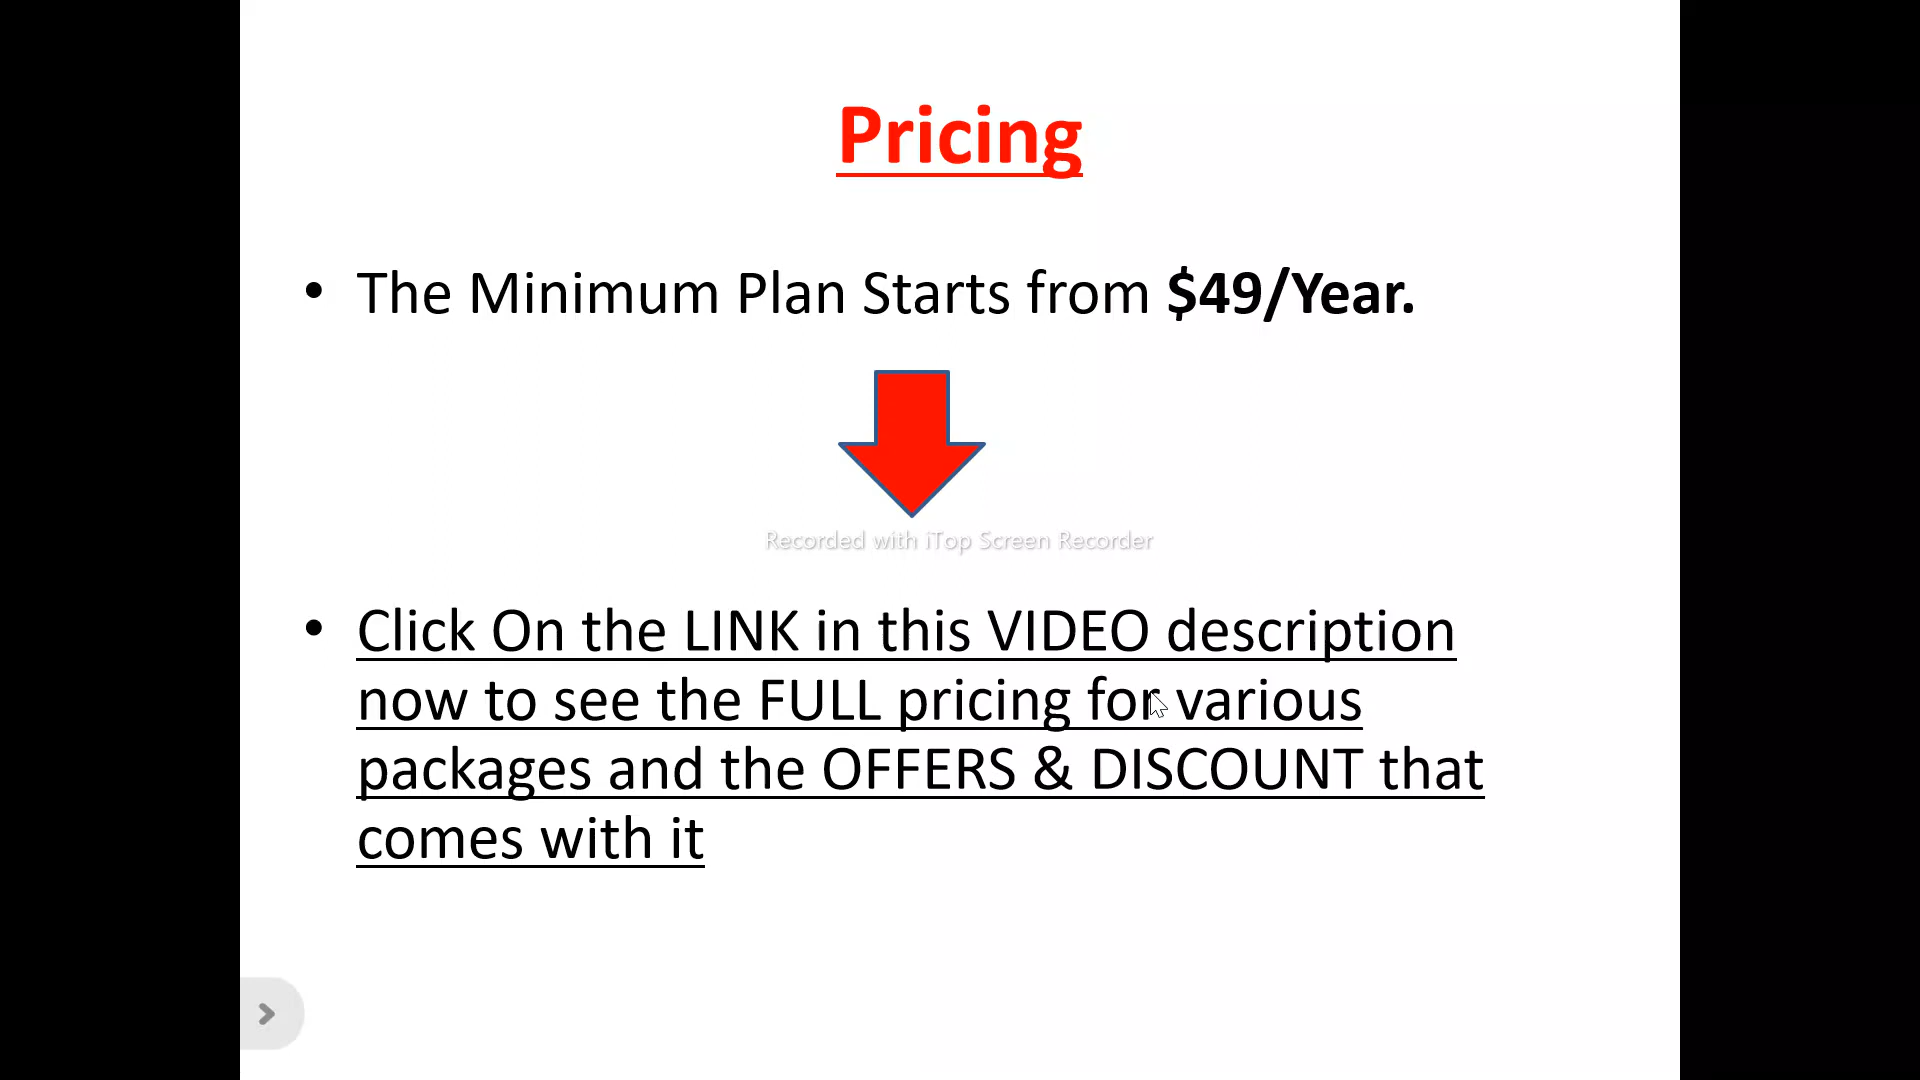 Pricing
• The Minimum Plan Starts from $49/Year.
Recorded with iTop Screen Recorder
• Click On the LINK in this VIDEO description
now to see the FULL pricing for various
packages and the OFFERS & DISCOUNT that
comes with it